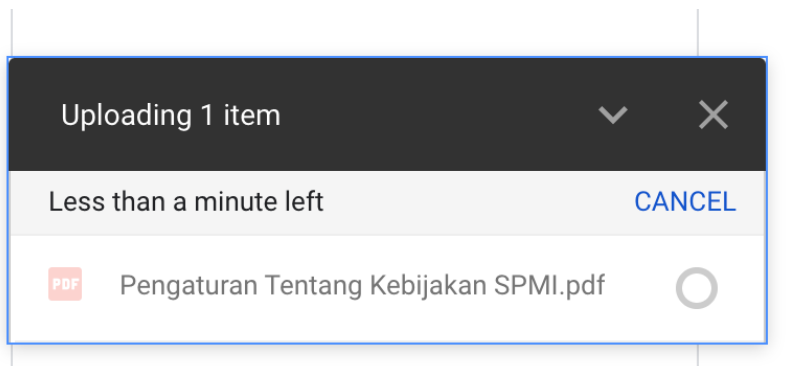 Uploading 1 item
Less than a minute left CANCEL
PDF Pengaturan Tentang Kebijakan SPMI.pdf